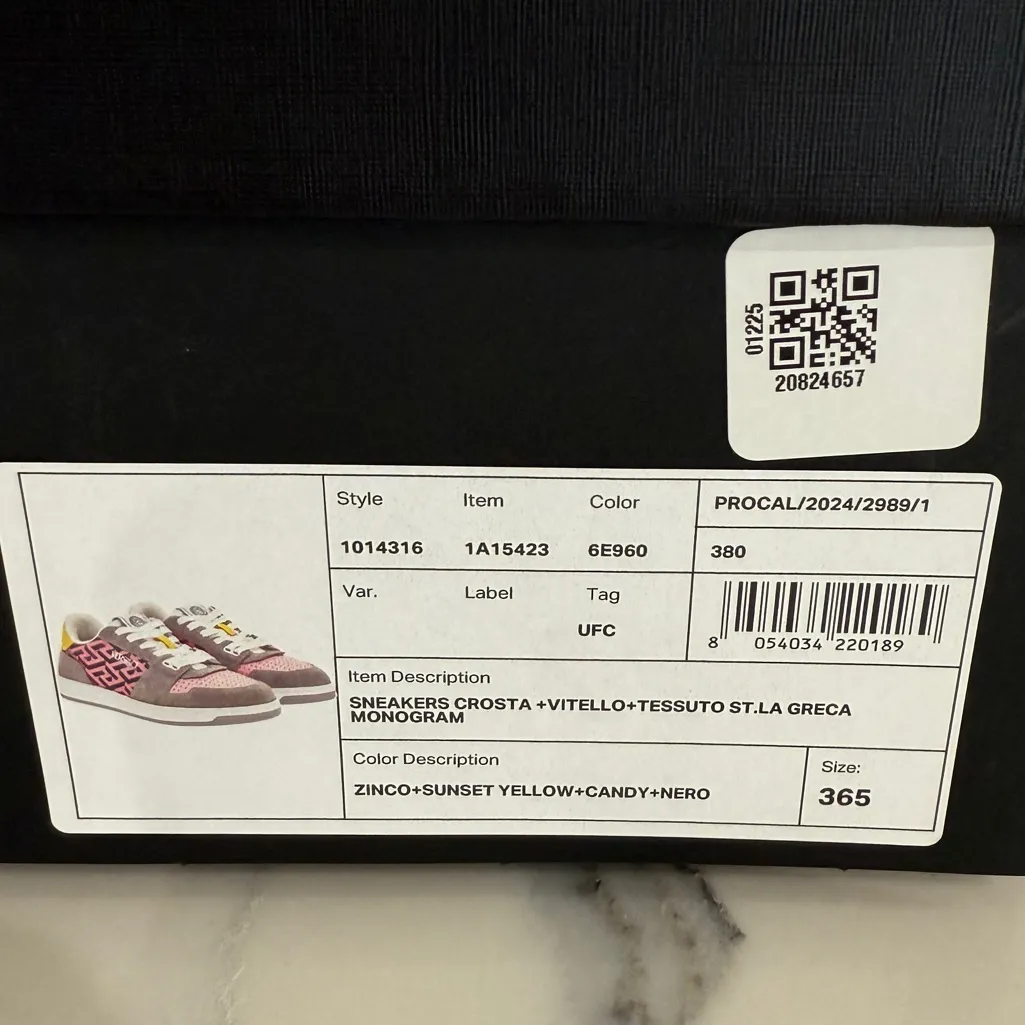 01225
20824657
Style Item Color
1014316 1A15423 6E960
PROCAL/2024/2989/1
380
Var. Label Tag
UFC
8 054034 220189
Item Description
SNEAKERS CROSTA +VITELLO+TESSUTO ST.LA GRECA
MONOGRAM
Color Description
ZINCO+SUNSET YELLOW+CANDY+NERO
Size:
365